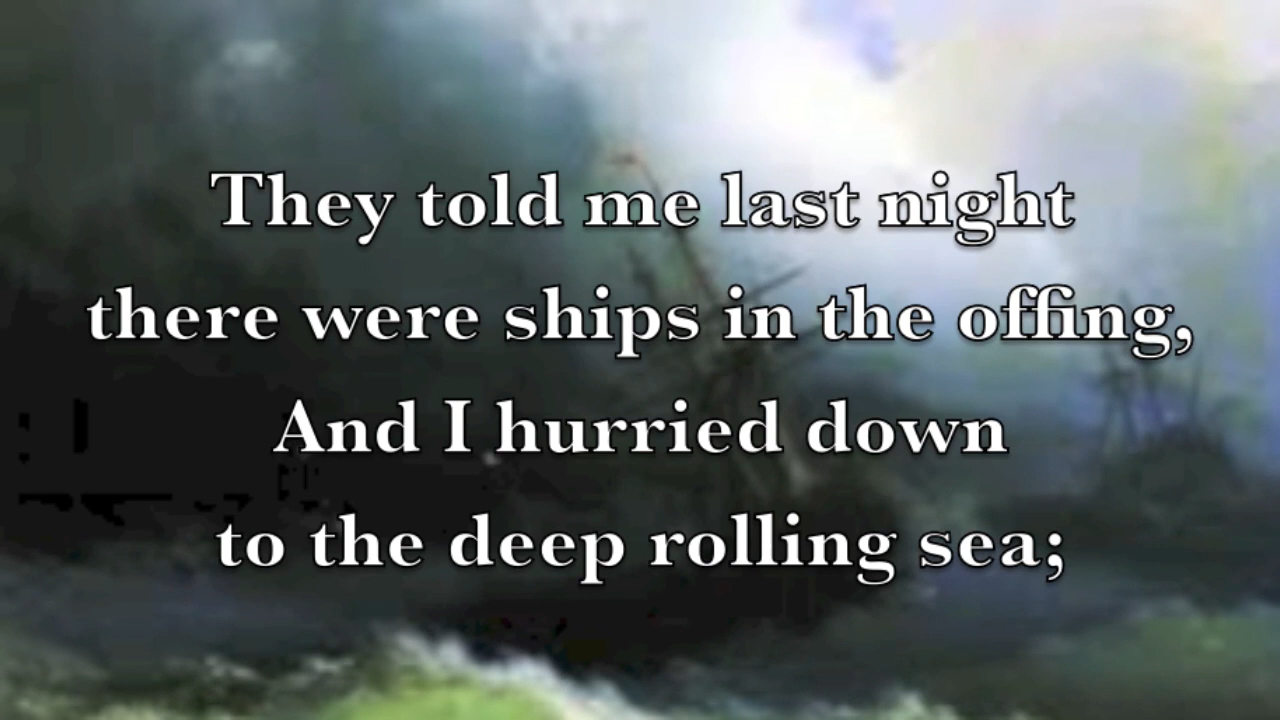 They told me last night
there were ships in the offing,
And I hurried down
to the deep rolling sea;